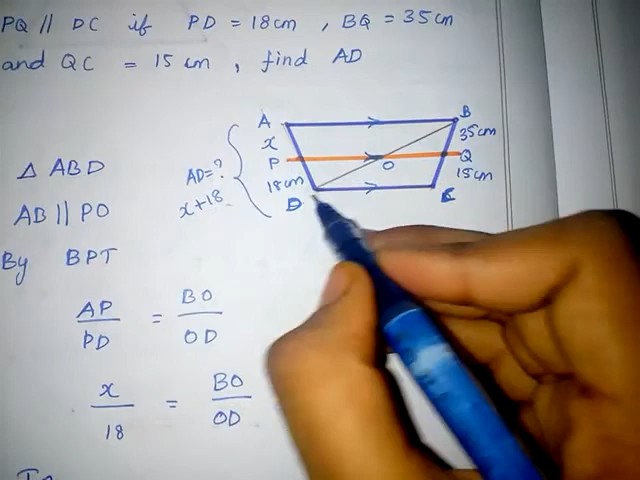 PQ // DC if PD = 18cm , BQ = 35cm
and QC = 15 cm , find AD
A
B
x
35cm
P
O
Q
AD=?
18cm
15cm
x+18
D
C
Δ ABD
AB || PO
By BPT
AP/PD = BO/OD
x/18 = BO/OD
In